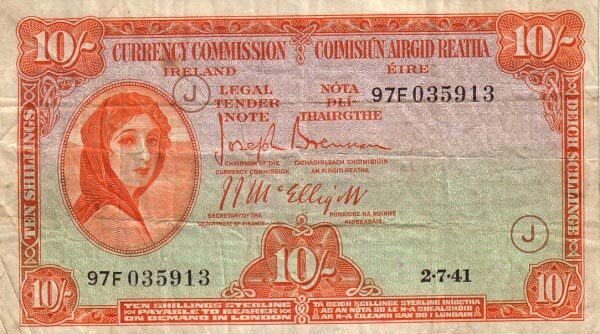 10/- CURRENCY COMMISSION COIMISIÚN AIRGID REATHA 10/-
IRELAND ÉIRE
J
LEGAL TENDER NOTE
NÓTA DLÍ-THAIRGTHE
97F 035913
TEN SHILLINGS
DEICH SCILLINGE
Joseph Brennan
CHAIRMAN OF THE CURRENCY COMMISSION
CATHAOIRLEACH CHOIMISIÚIN AN AIRGID REATHA
J.J. McElligott
SECRETARY OF THE DEPARTMENT OF FINANCE
RÚNAIDHE NA ROINNE AIRGEADAIS
J
97F 035913
10/-
2·7·41
10/-
TEN SHILLINGS STERLING
PAYABLE TO BEARER
ON DEMAND IN LONDON
10/-